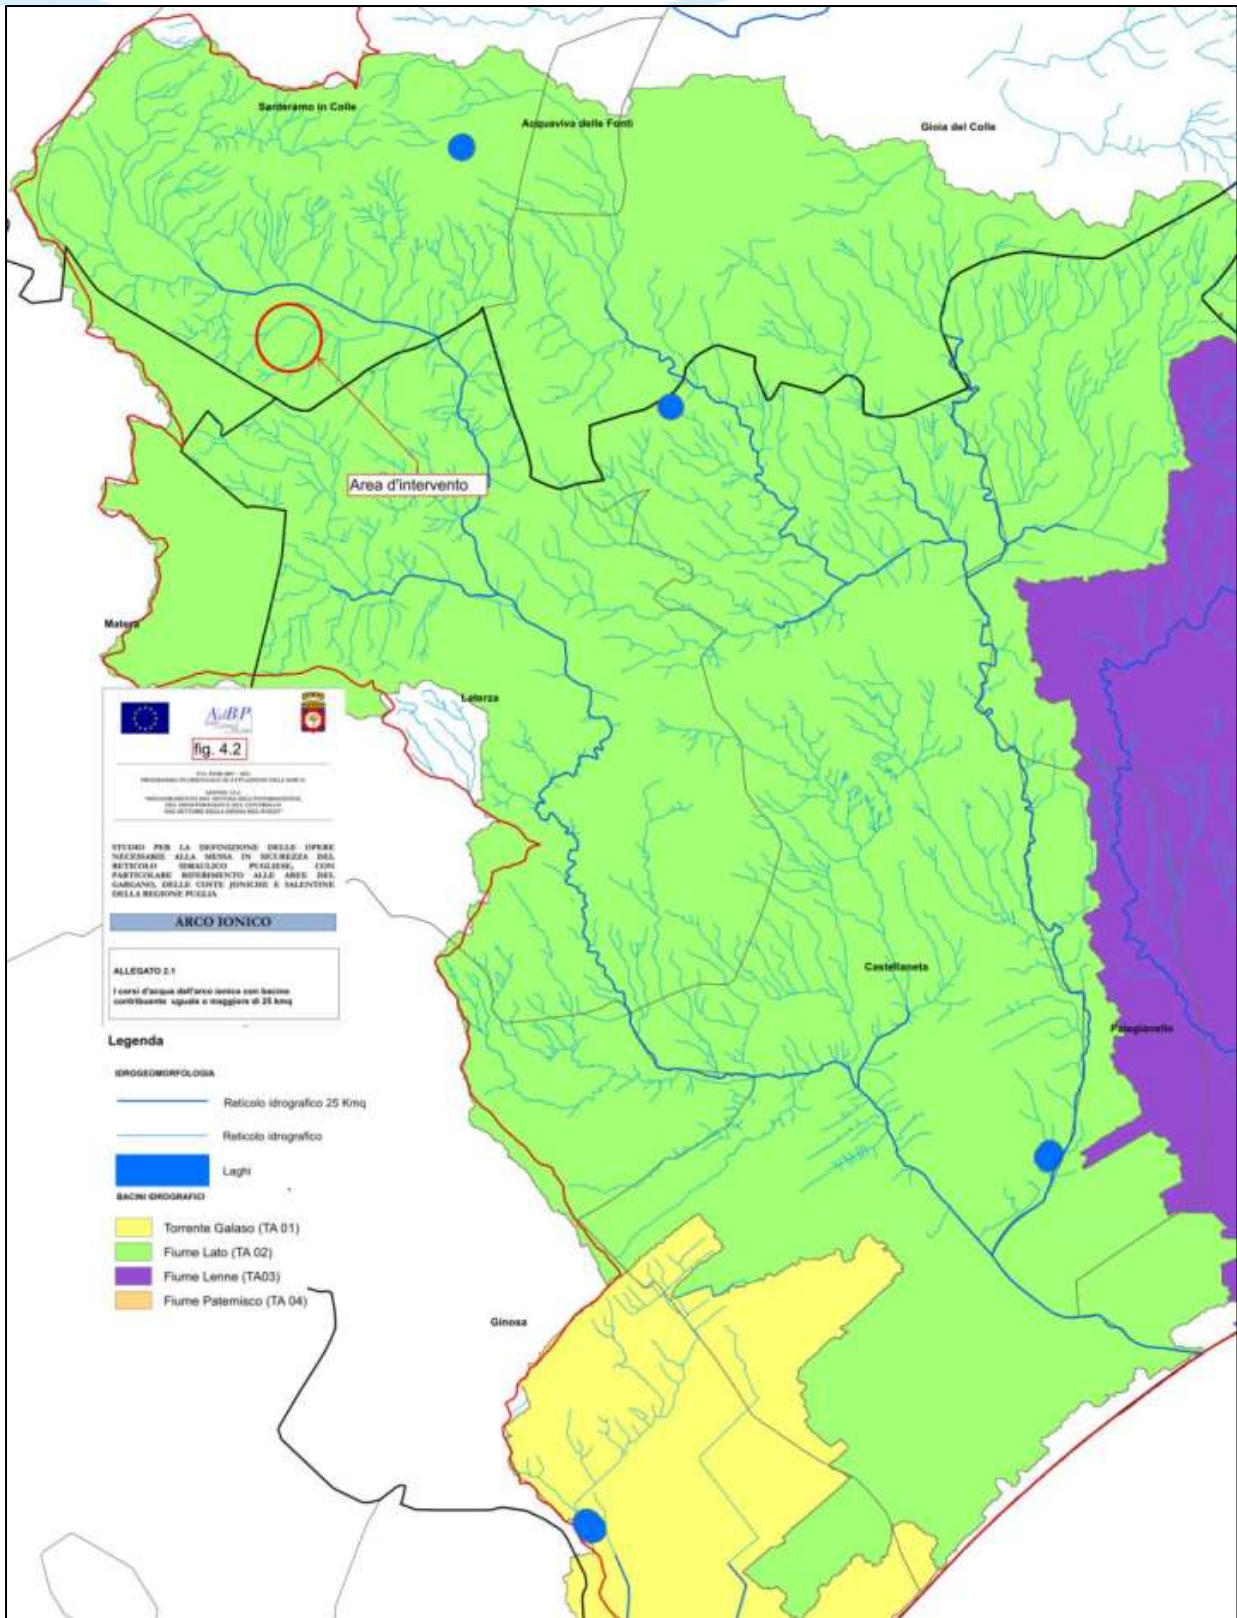 Santeramo in Colle
Acquaviva delle Fonti
Gioia del Colle
Area d'intervento
Matera
Laterza
AdBP
fig. 4.2
STUDIO PER LA DEFINIZIONE DELLE OPERE
NECESSARIE ALLA MESSA IN SICUREZZA DEL
RETICOLO IDRAULICO PUGLIESE, CON
PARTICOLARE RIFERIMENTO ALLE AREE DEL
GARGANO, DELLE COSTE JONICHE E SALENTINE
DELLA REGIONE PUGLIA
ARCO IONICO
ALLEGATO 2.1
I corsi d'acqua dell'arco ionico con bacino
contribuente uguale o maggiore di 25 kmq
Castellaneta
Palagianello
Legenda
IDROGEOMORFOLOGIA
Reticolo idrografico 25 Kmq
Reticolo idrografico
Laghi
BACINI IDROGRAFICI
Torrente Galaso (TA 01)
Fiume Lato (TA 02)
Fiume Lenne (TA03)
Fiume Patemisco (TA 04)
Ginosa